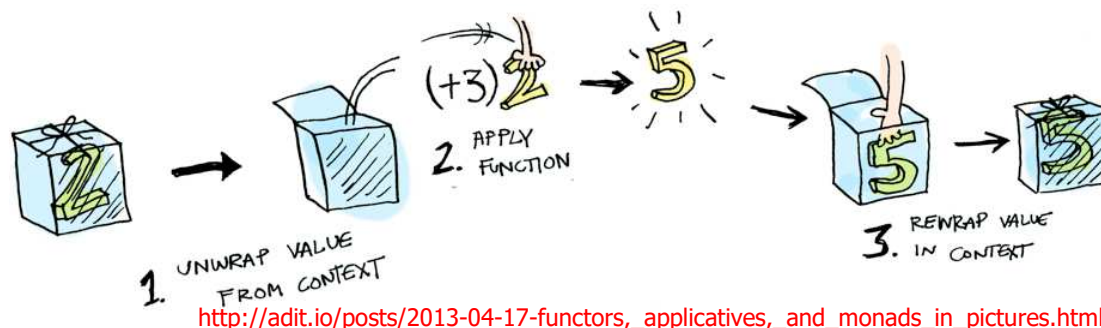 2
1. UNWRAP VALUE
FROM CONTEXT
(+3) 2
2. APPLY
FUNCTION
5
5
3. REWRAP VALUE
IN CONTEXT
5
http://adit.io/posts/2013-04-17-functors,_applicatives,_and_monads_in_pictures.html